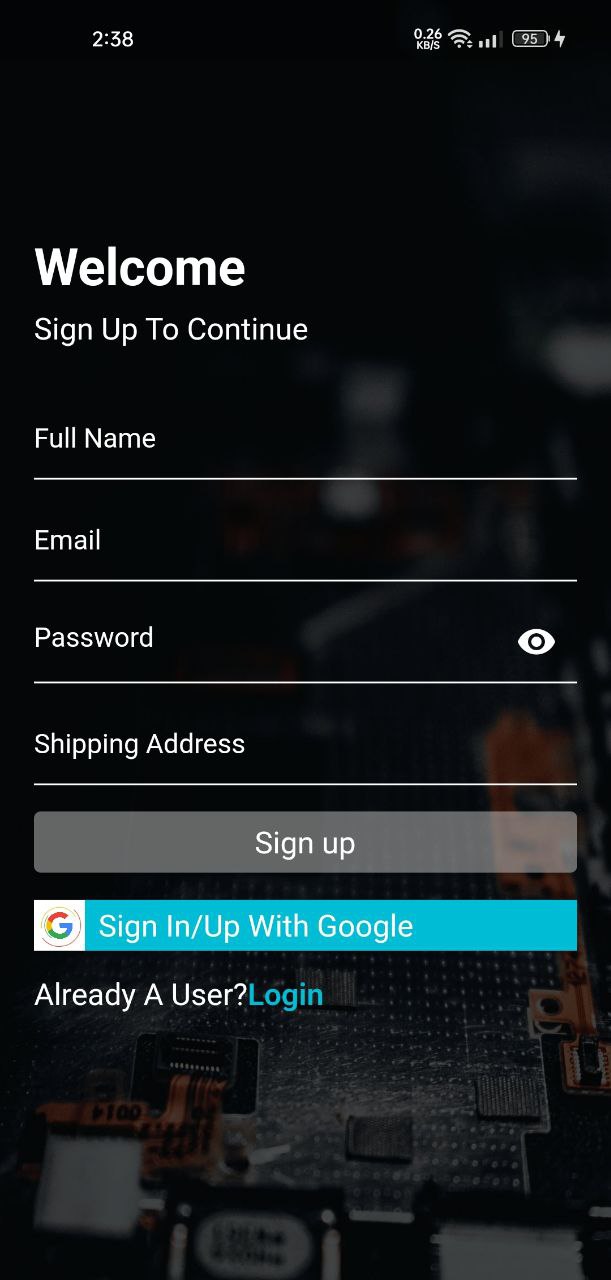 2:38
0.26
KB/S
95
Welcome
Sign Up To Continue
Full Name
Email
Password
Shipping Address
Sign up
Sign In/Up With Google
Already A User?Login
0014